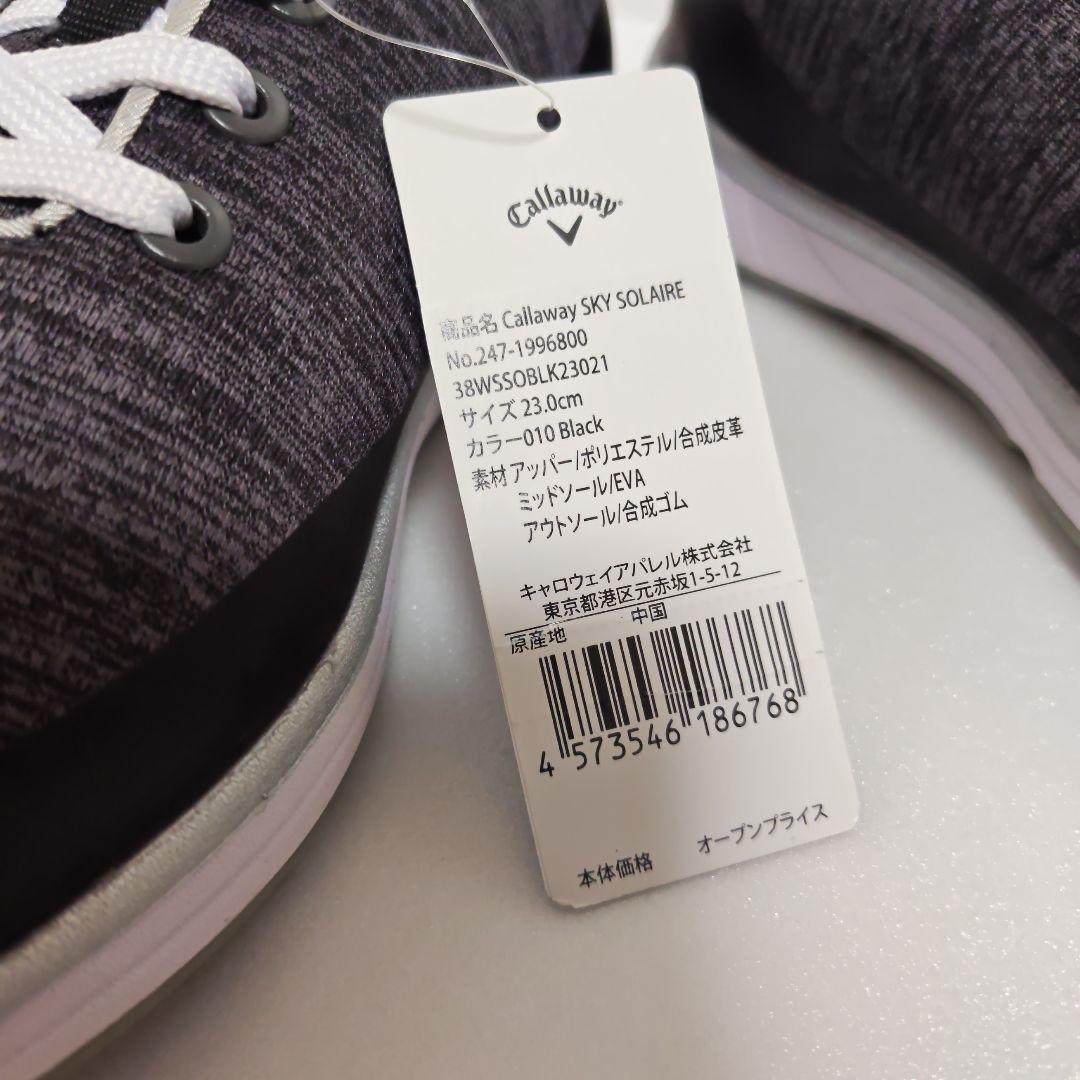 Callaway
商品名 Callaway SKY SOLAIRE
No.247-1996800
38WSSOBLK23021
サイズ 23.0cm
カラー010 Black
素材 アッパー/ポリエステル/合成皮革
ミッドソール/EVA
アウトソール/合成ゴム
キャロウェイアパレル株式会社
東京都港区元赤坂1-5-12
原産地 中国
4 573546 186768
本体価格 オープンプライス